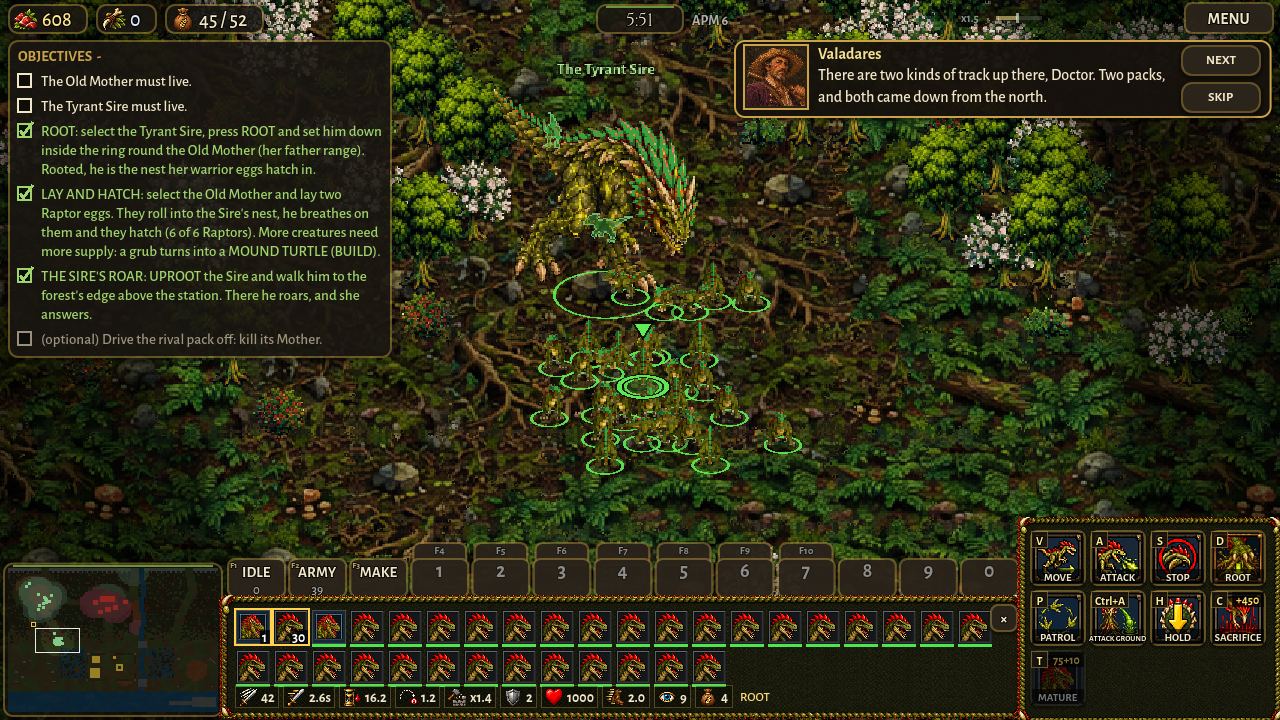 608
0
45/52
5:51
APM 6
x1.5
MENU
OBJECTIVES -
The Old Mother must live.
The Tyrant Sire must live.
ROOT: select the Tyrant Sire, press ROOT and set him down
inside the ring round the Old Mother (her father range).
Rooted, he is the nest her warrior eggs hatch in.
LAY AND HATCH: select the Old Mother and lay two
Raptor eggs. They roll into the Sire's nest, he breathes on
them and they hatch (6 of 6 Raptors). More creatures need
more supply: a grub turns into a MOUND TURTLE (BUILD).
THE SIRE'S ROAR: UPROOT the Sire and walk him to the
forest's edge above the station. There he roars, and she
answers.
(optional) Drive the rival pack off: kill its Mother.
The Tyrant Sire
Valadares
There are two kinds of track up there, Doctor. Two packs,
and both came down from the north.
NEXT
SKIP
F1 IDLE 0
F2 ARMY 39
F3 MAKE
F4 F5 F6 F7 F8 F9 F10
1 2 3 4 5 6 7 8 9 0
1 30
×
42 2.6s 16.2 1.2 x1.4 2 1000 2.0 9 4 ROOT
V MOVE
A ATTACK
S STOP
D ROOT
P PATROL
Ctrl+A ATTACK GROUND
H HOLD
C +450 SACRIFICE
T 75+10 MATURE